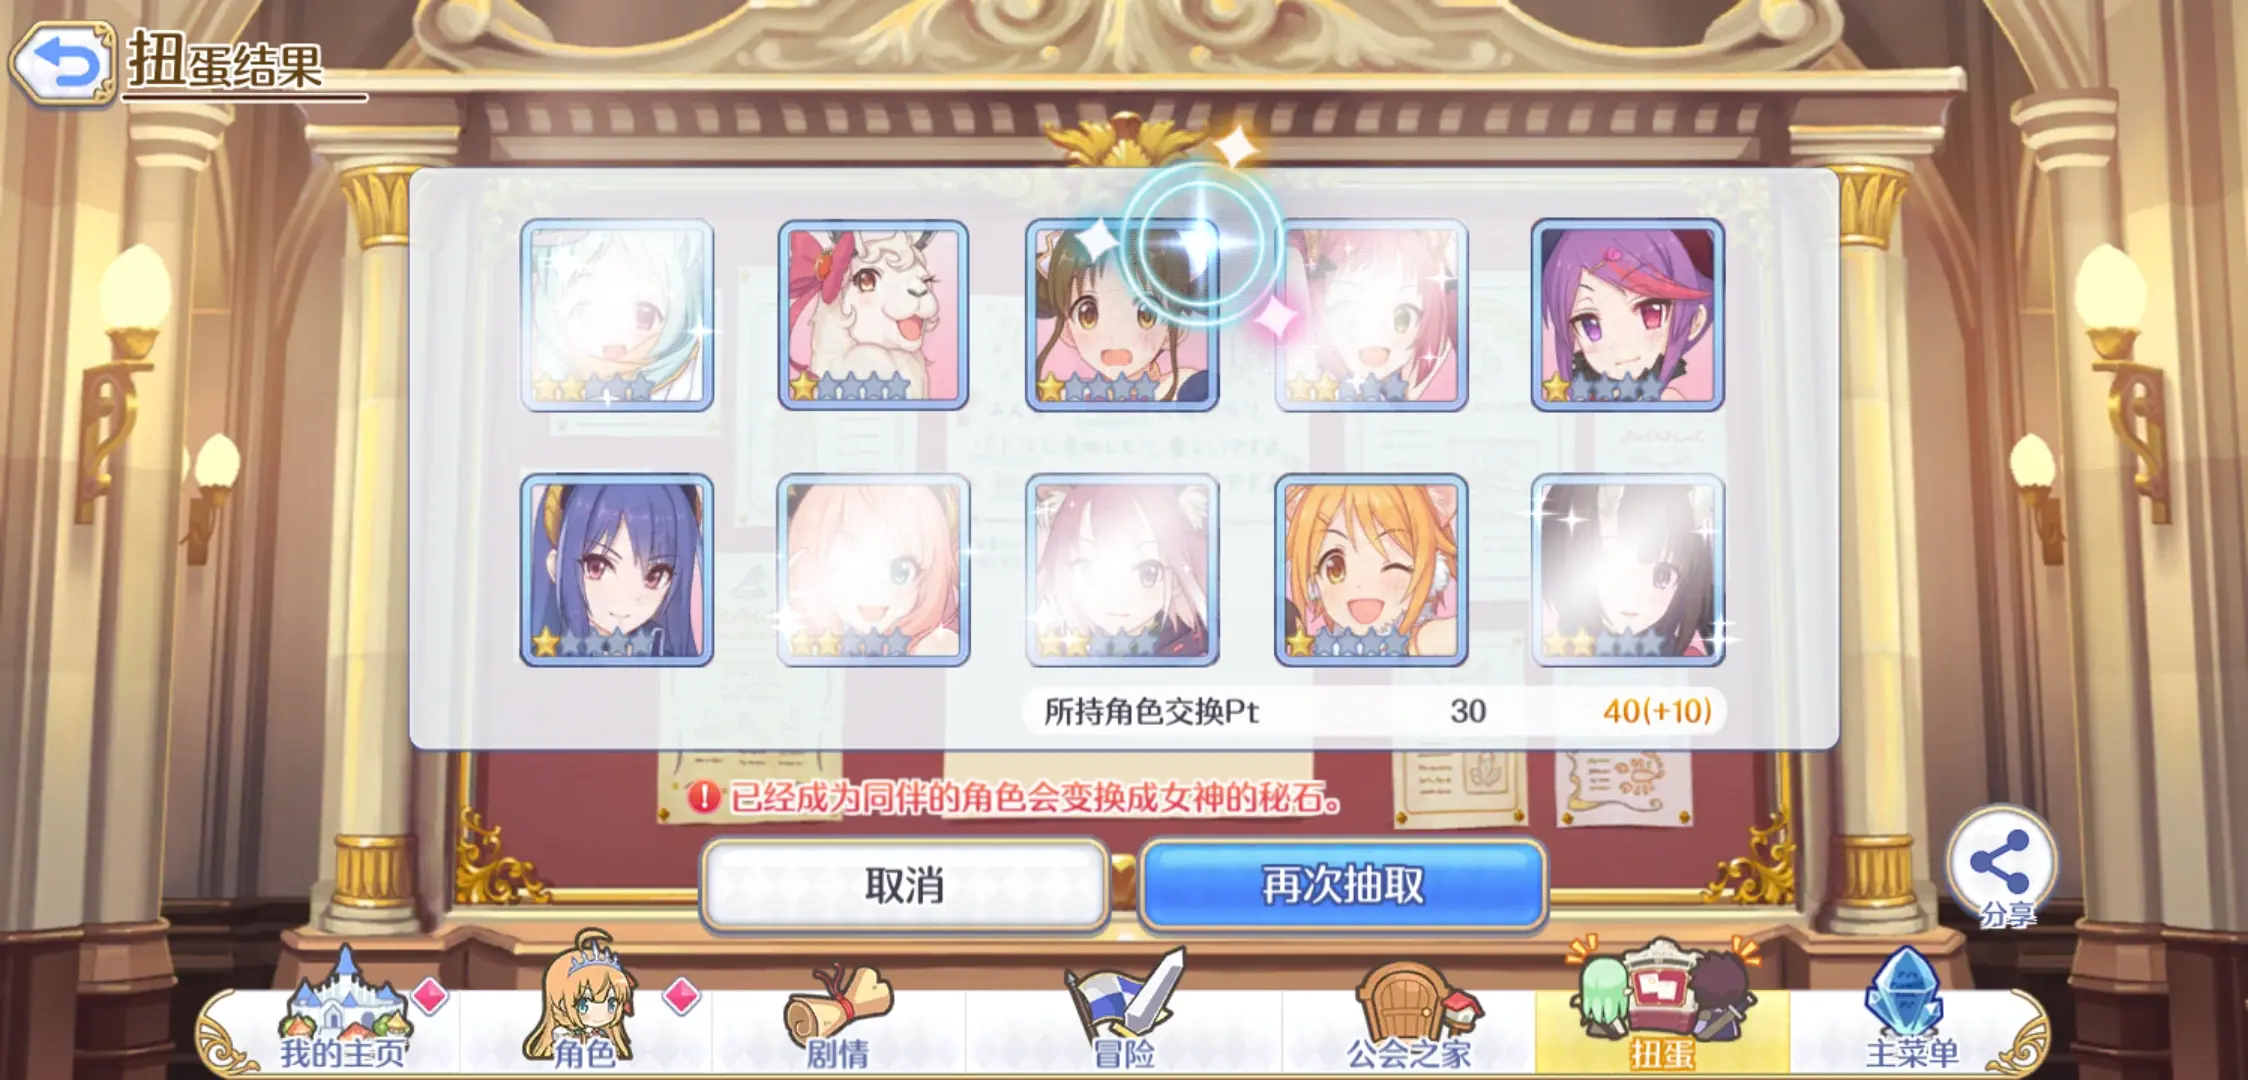 扭蛋结果
所持角色交换Pt 30 40(+10)
已经成为同伴的角色会变换成女神的秘石。
取消
再次抽取
分享
我的主页
角色
剧情
冒险
公会之家
扭蛋
主菜单